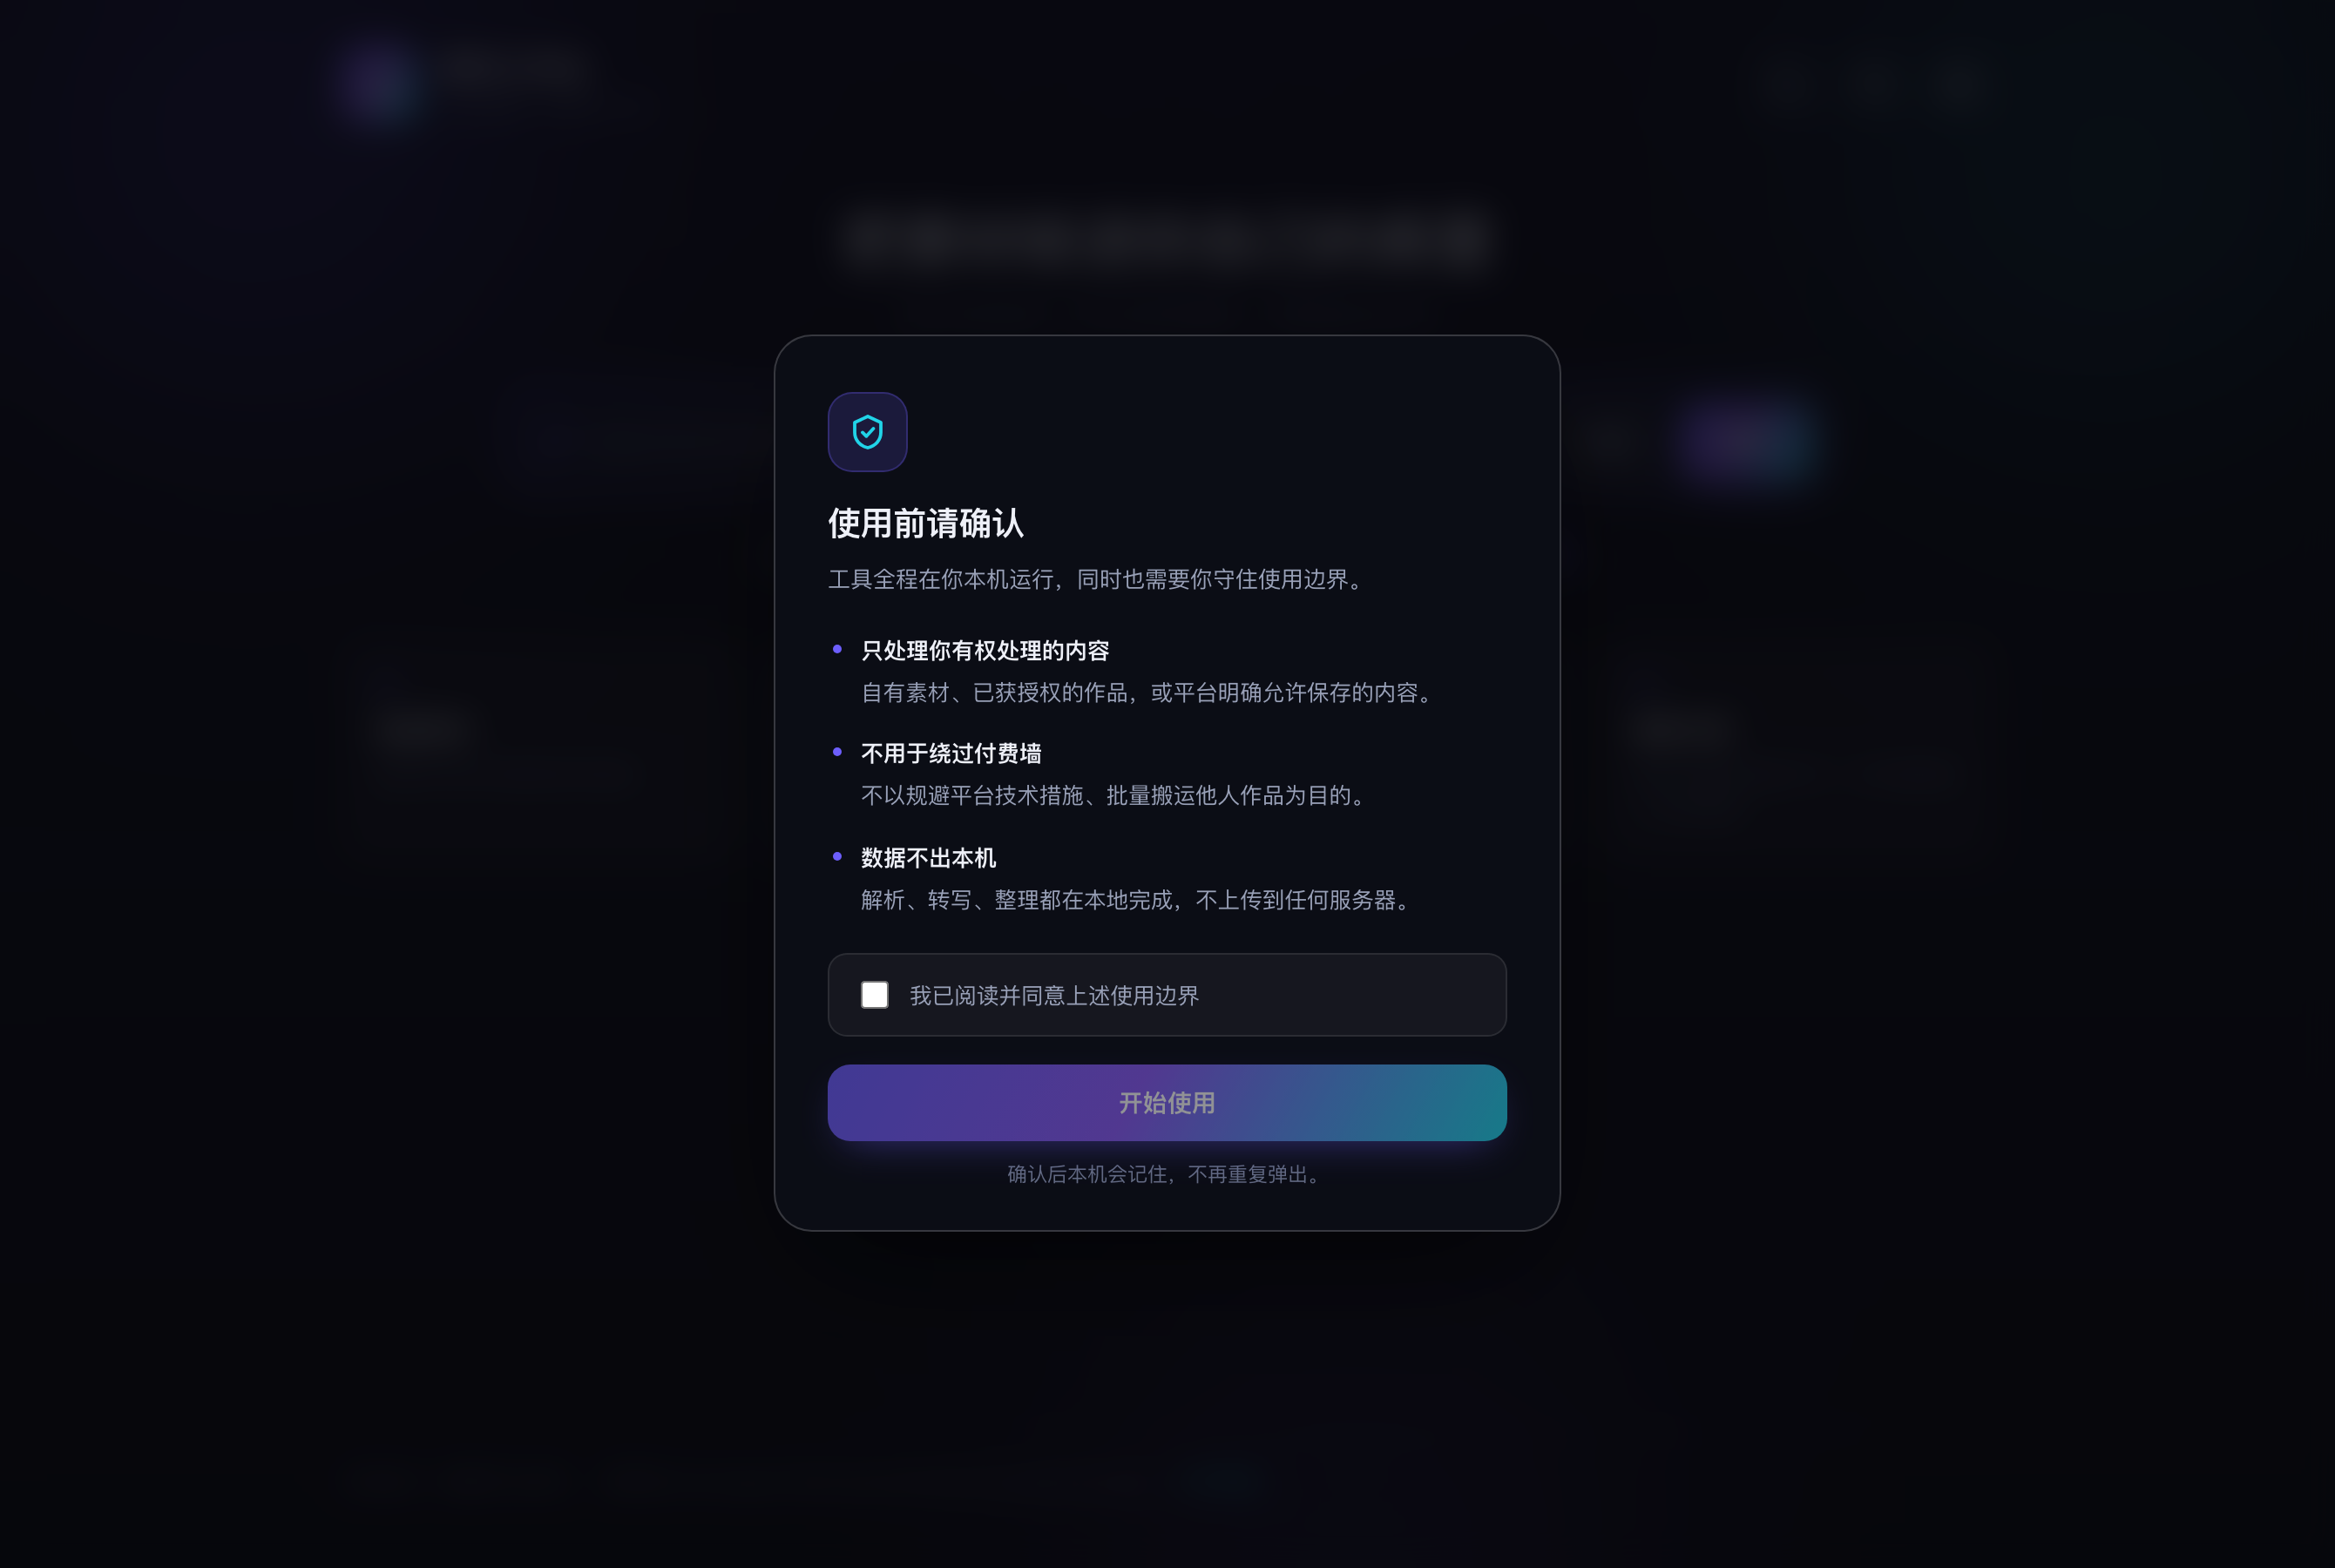 使用前请确认
工具全程在你本机运行，同时也需要你守住使用边界。
只处理你有权处理的内容
自有素材、已获授权的作品，或平台明确允许保存的内容。
不用于绕过付费墙
不以规避平台技术措施、批量搬运他人作品为目的。
数据不出本机
解析、转写、整理都在本地完成，不上传到任何服务器。
我已阅读并同意上述使用边界
开始使用
确认后本机会记住，不再重复弹出。